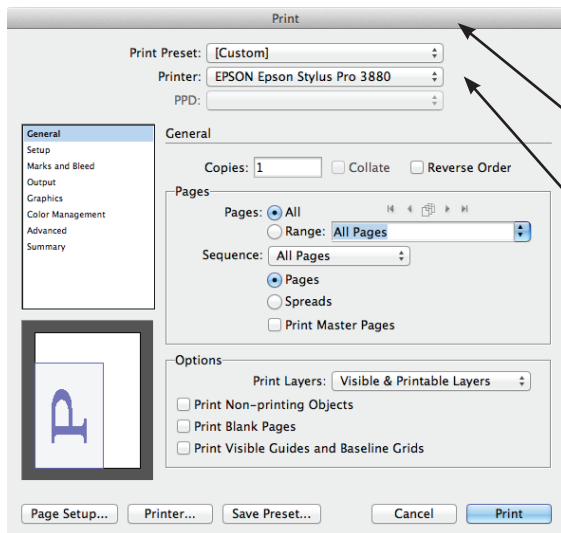 Print
Print Preset: [Custom]
Printer: EPSON Epson Stylus Pro 3880
PPD:
General
Setup
Marks and Bleed
Output
Graphics
Color Management
Advanced
Summary
General
Copies: 1 Collate Reverse Order
Pages
Pages: All
Range: All Pages
Sequence: All Pages
Pages
Spreads
Print Master Pages
Options
Print Layers: Visible & Printable Layers
Print Non-printing Objects
Print Blank Pages
Print Visible Guides and Baseline Grids
P
Page Setup... Printer... Save Preset... Cancel Print